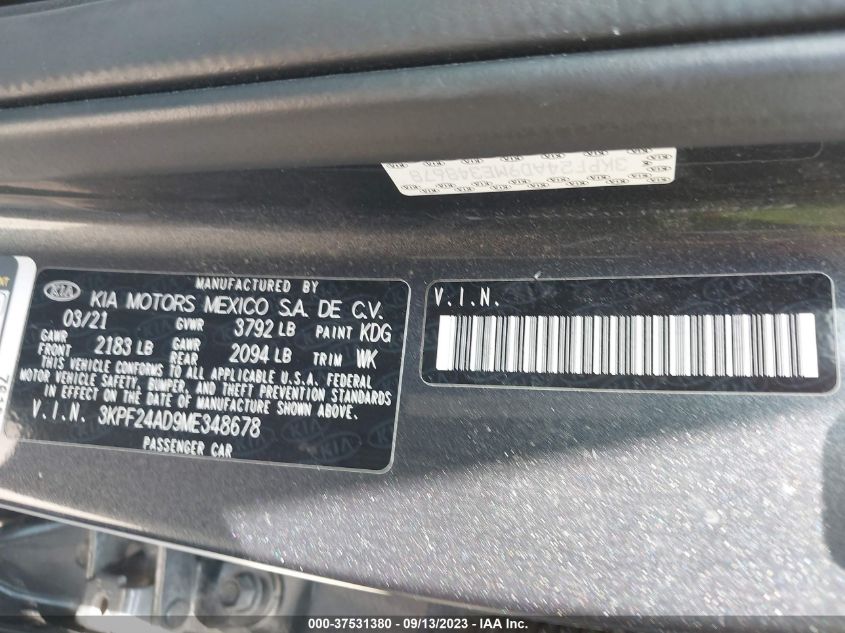 3KPF24AD9ME348678
MANUFACTURED BY
KIA KIA MOTORS MEXICO S.A. DE C.V.
03/21 GVWR 3792 LB PAINT KDG
GAWR FRONT 2183 LB GAWR REAR 2094 LB TRIM WK
THIS VEHICLE CONFORMS TO ALL APPLICABLE U.S.A. FEDERAL
MOTOR VEHICLE SAFETY, BUMPER, AND THEFT PREVENTION STANDARDS
IN EFFECT ON THE DATE OF MANUFACTURE SHOWN ABOVE.
V.I.N. 3KPF24AD9ME348678
PASSENGER CAR
V.I.N.
000-37531380 - 09/13/2023 - IAA Inc.